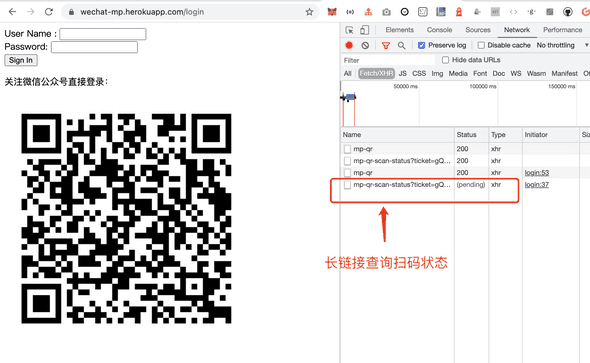 wechat-mp.herokuapp.com/login
User Name :
Password:
Sign In
关注微信公众号直接登录：
Elements Console Sources Network Performance
Preserve log Disable cache No throttling
Filter Hide data URLs
All Fetch/XHR JS CSS Img Media Font Doc WS Wasm Manifest Ot
50000 ms 100000 ms 150000 ms
Name Status Type Initiator Siz
mp-qr 200 xhr
mp-qr-scan-status?ticket=gQ... 200 xhr
mp-qr 200 xhr login:53
mp-qr-scan-status?ticket=gQ... (pending) xhr login:37
长链接查询扫码状态